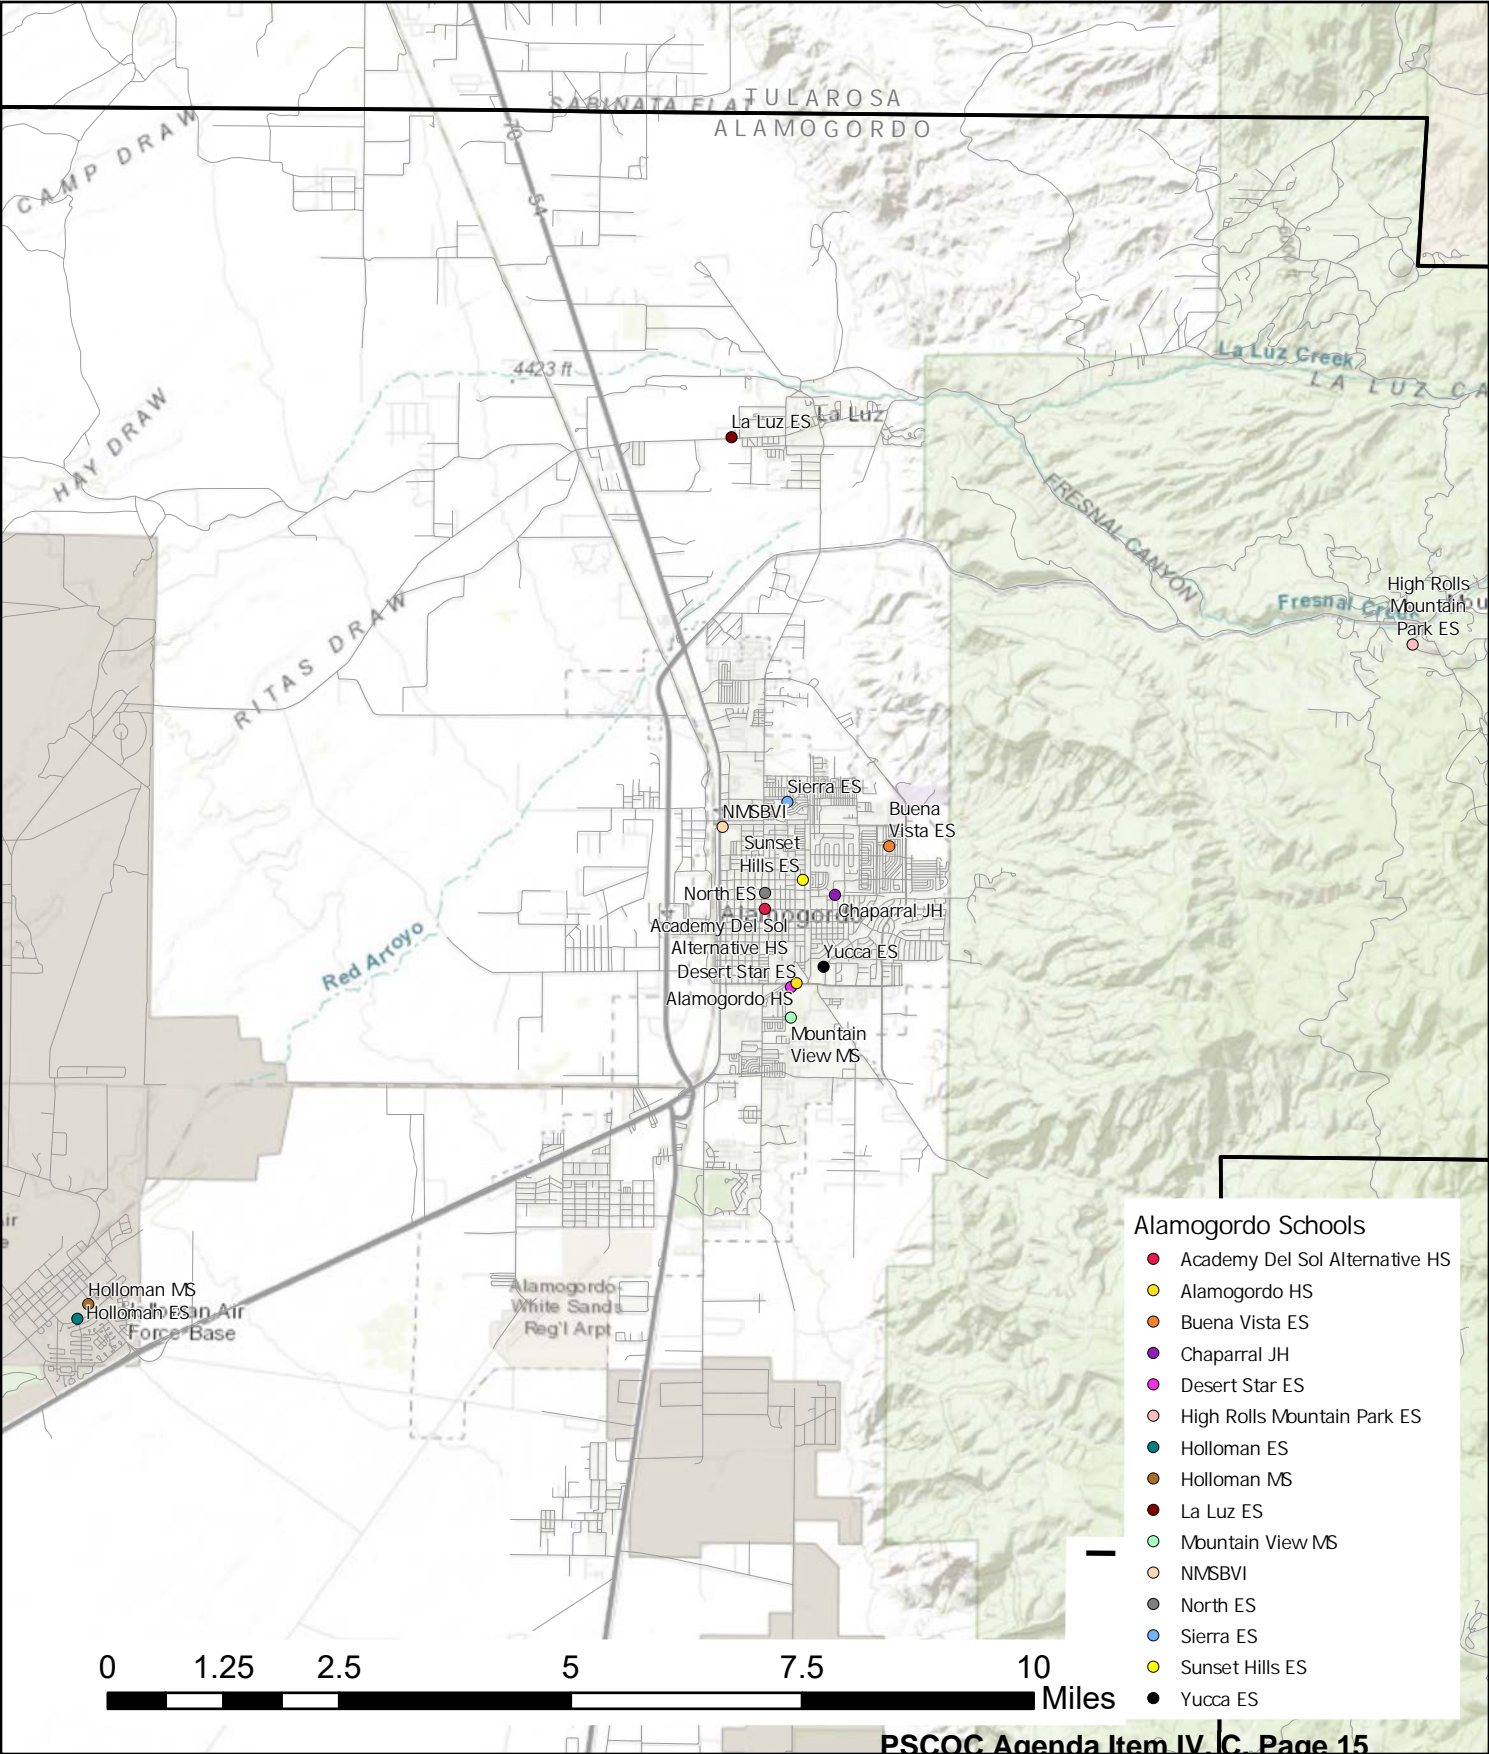 SABINATA FLAT
TULAROSA
ALAMOGORDO
CAMP DRAW
70
54
La Luz Creek
LA LUZ CA
4423 ft
La Luz ES
La Luz
HAY DRAW
FRESNAL CANYON
High Rolls
Mountain
Park ES
Fresnal Creek
Mou
RITAS DRAW
Sierra ES
NMSBVI
Buena
Vista ES
Sunset
Hills ES
North ES
Chaparral JH
Alamogordo
Academy Del Sol
Alternative HS
Yucca ES
Red Arroyo
Desert Star ES
Alamogordo HS
Mountain
View MS
Alamogordo-
White Sands
Reg'l Arpt
Holloman MS
Holloman ES
Holloman Air
Force Base
Alamogordo Schools
Academy Del Sol Alternative HS
Alamogordo HS
Buena Vista ES
Chaparral JH
Desert Star ES
High Rolls Mountain Park ES
Holloman ES
Holloman MS
La Luz ES
Mountain View MS
NMSBVI
North ES
Sierra ES
Sunset Hills ES
Yucca ES
0 1.25 2.5 5 7.5 10
Miles
PSCOC Agenda Item IV. C. Page 15